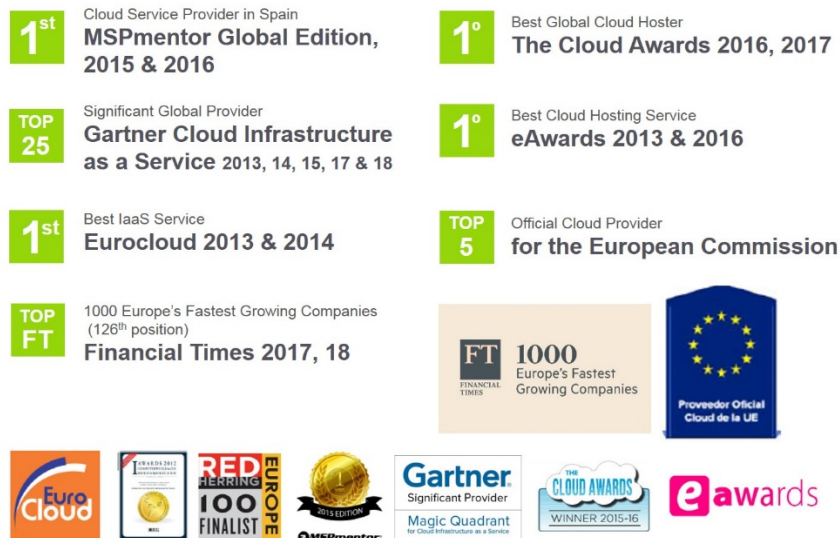 1st
Cloud Service Provider in Spain
MSPmentor Global Edition,
2015 & 2016
1º
Best Global Cloud Hoster
The Cloud Awards 2016, 2017
TOP
25
Significant Global Provider
Gartner Cloud Infrastructure
as a Service 2013, 14, 15, 17 & 18
1º
Best Cloud Hosting Service
eAwards 2013 & 2016
1st
Best IaaS Service
Eurocloud 2013 & 2014
TOP
5
Official Cloud Provider
for the European Commission
TOP
FT
1000 Europe's Fastest Growing Companies
(126th position)
Financial Times 2017, 18
FT
FINANCIAL
TIMES
1000
Europe's Fastest
Growing Companies
Proveedor Oficial
Cloud de la UE
Euro
Cloud
AWARDS 2012
RED
HERRING
100
FINALIST
EUROPE
1
2015 EDITION
MSPmentor
Gartner
Significant Provider
Magic Quadrant
for Cloud Infrastructure as a Service
THE
CLOUD AWARDS
WINNER 2015-16
e awards